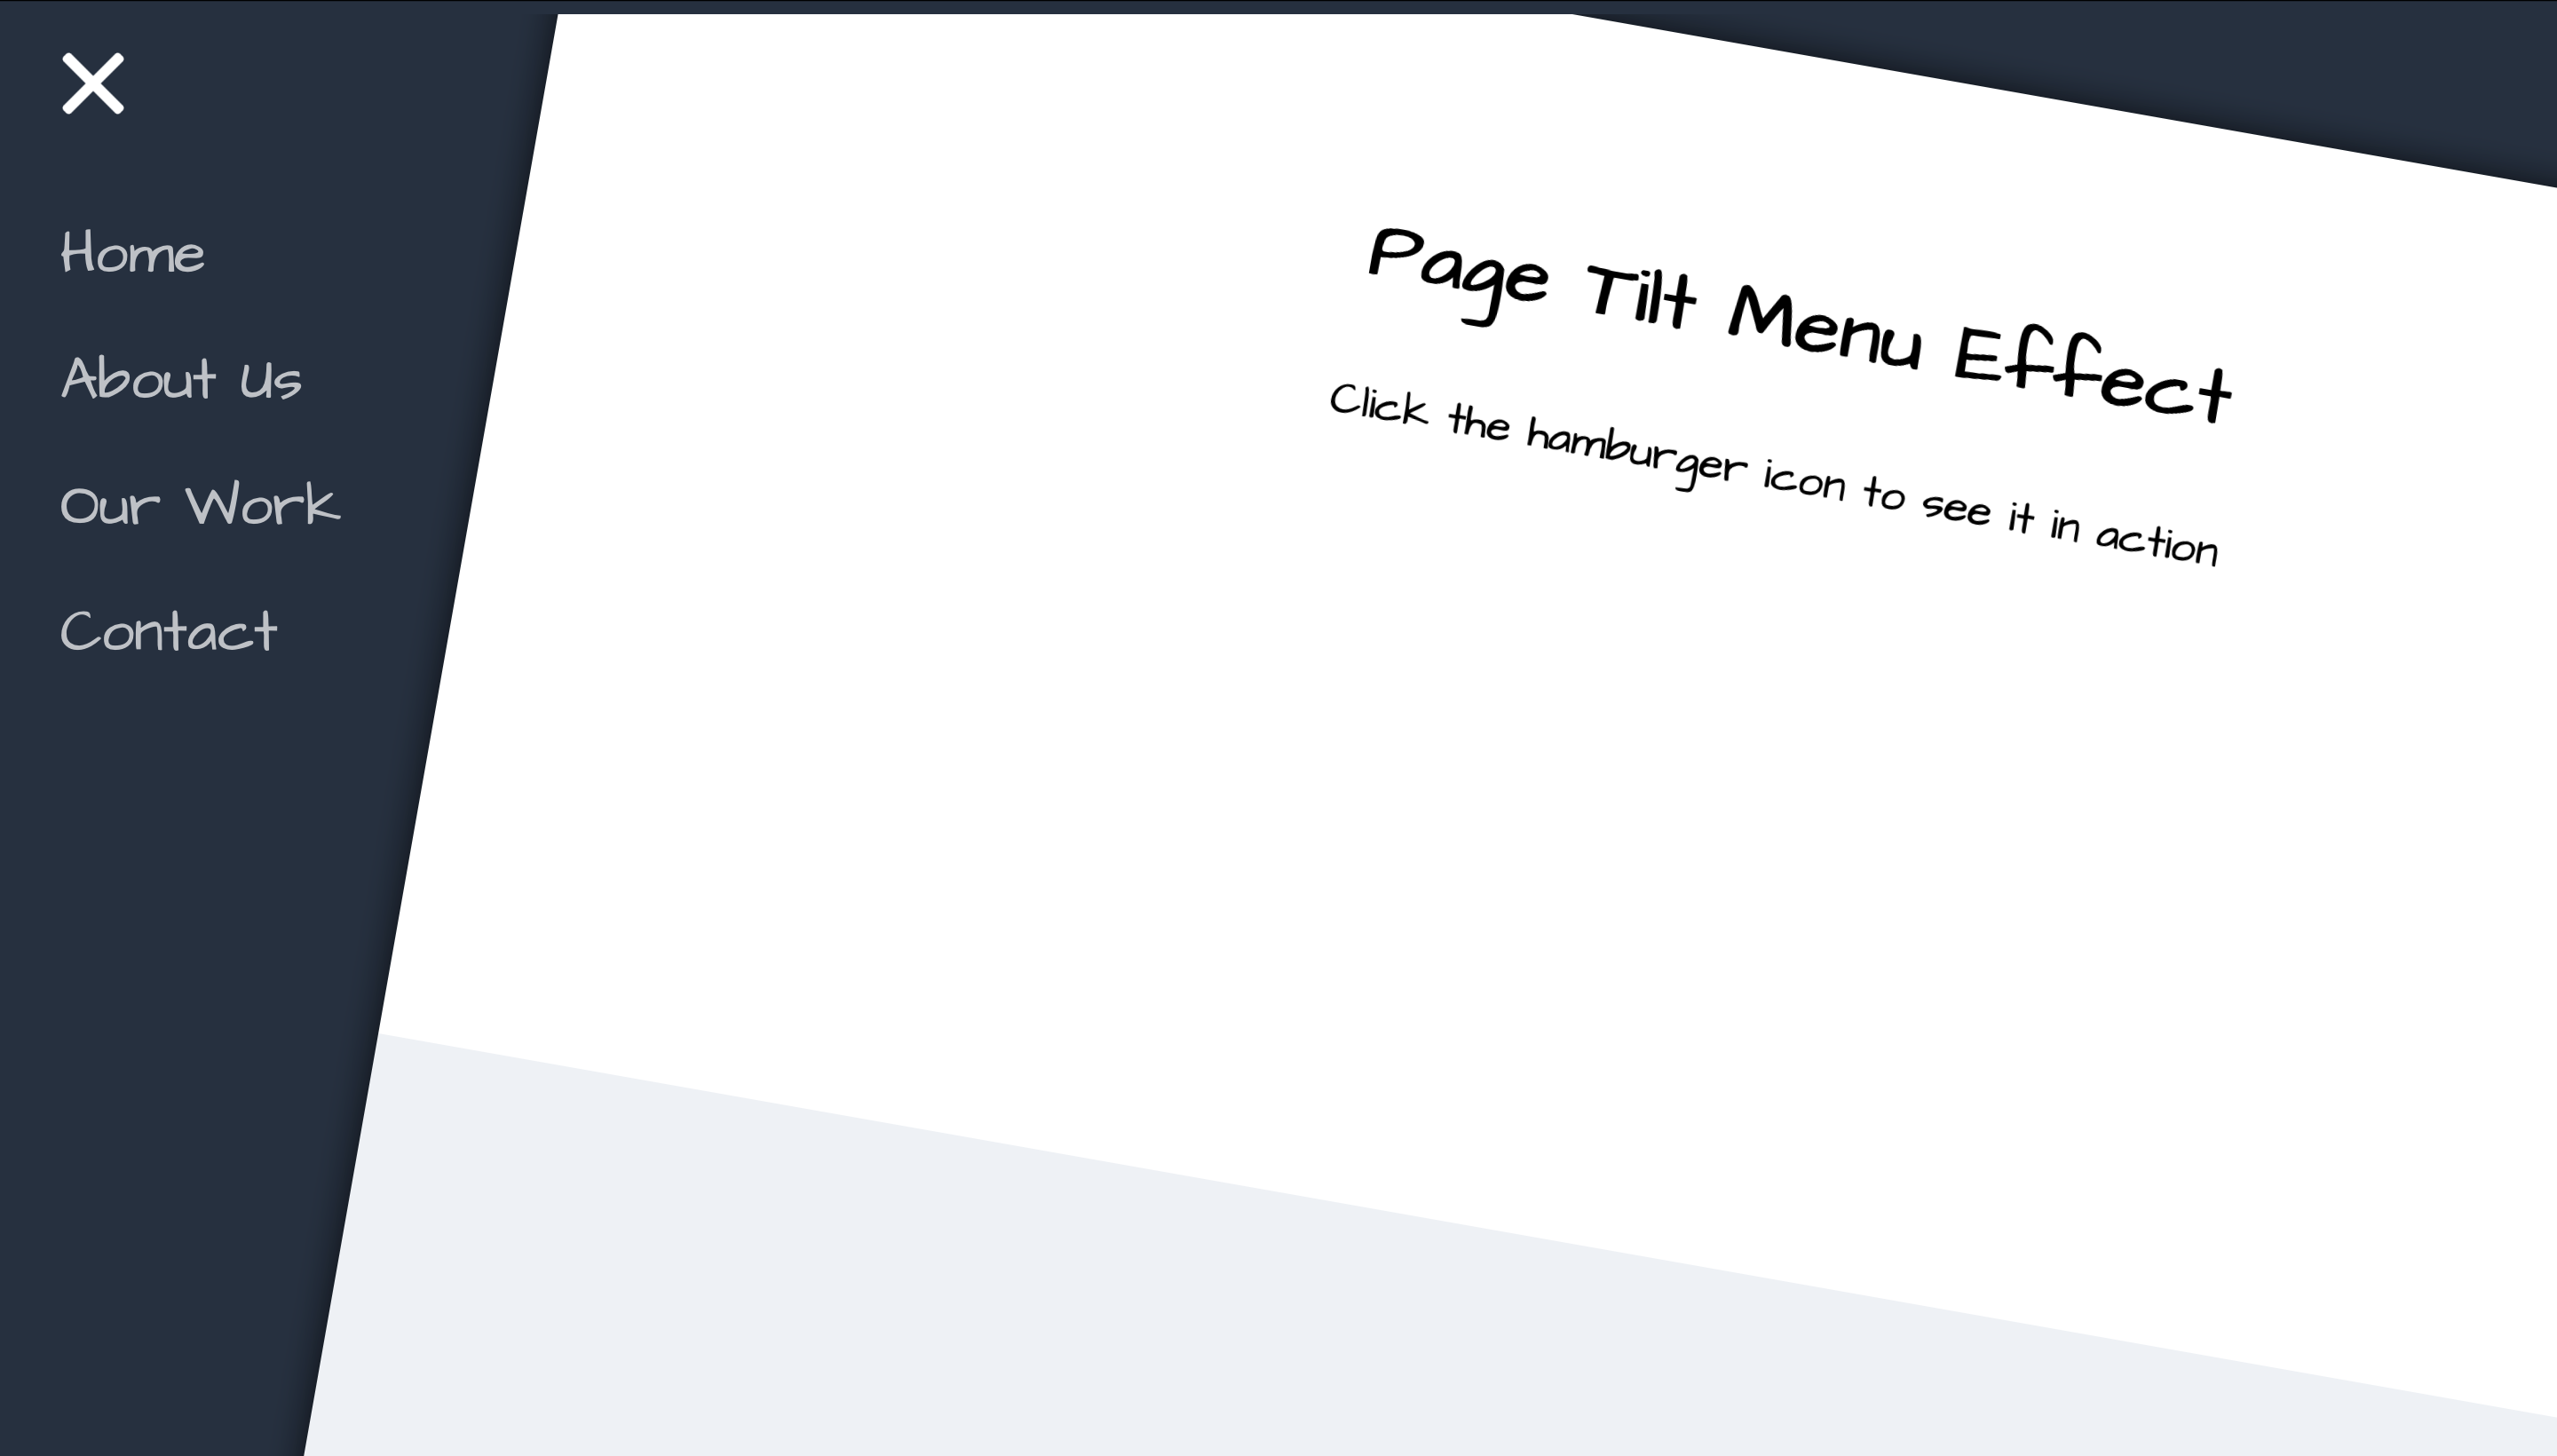 Home
About Us
Our Work
Contact
Page Tilt Menu Effect
Click the hamburger icon to see it in action